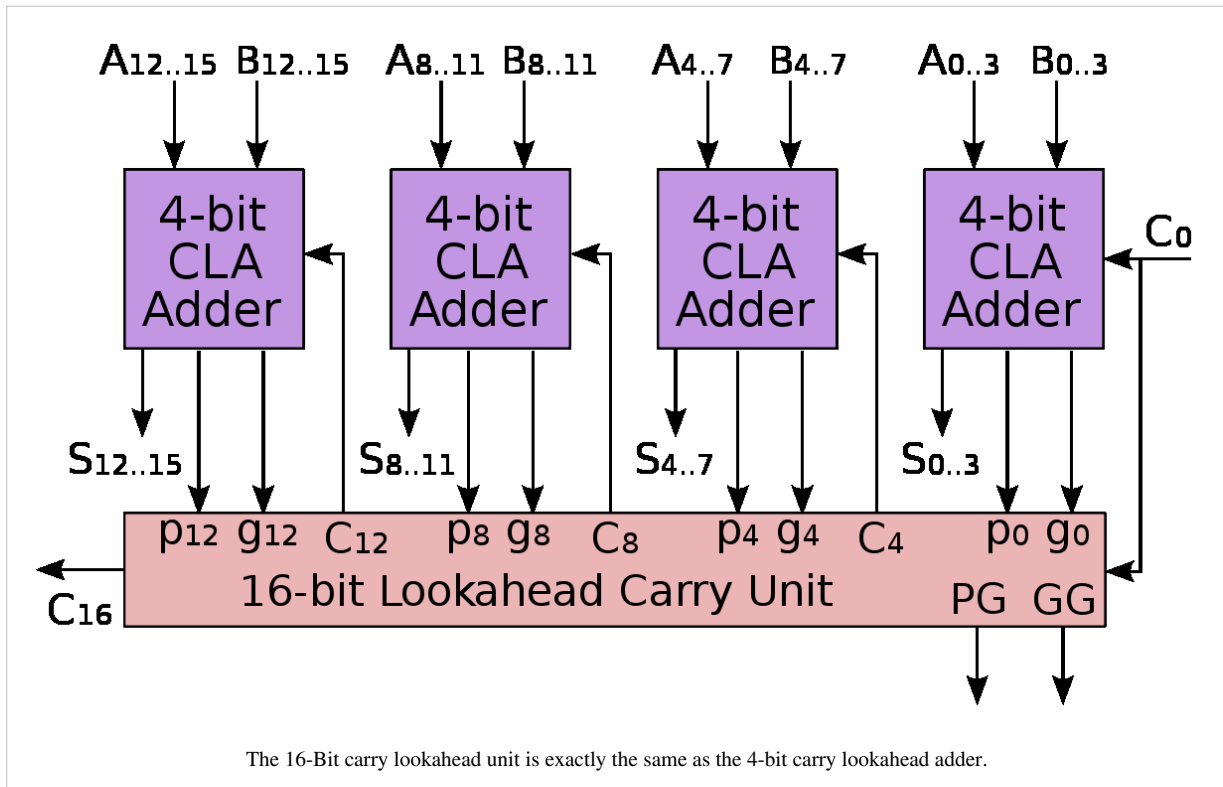 A12..15 B12..15 A8..11 B8..11 A4..7 B4..7 A0..3 B0..3
4-bit CLA Adder
4-bit CLA Adder
4-bit CLA Adder
4-bit CLA Adder
C0
S12..15 S8..11 S4..7 S0..3
p12 g12 C12 p8 g8 C8 p4 g4 C4 p0 g0
16-bit Lookahead Carry Unit
PG GG
C16
The 16-Bit carry lookahead unit is exactly the same as the 4-bit carry lookahead adder.